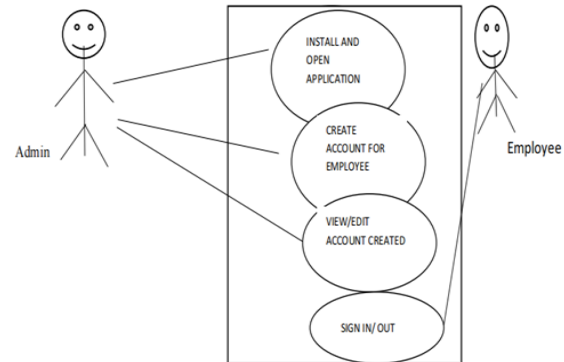 INSTALL AND
OPEN
APPLICATION
CREATE
ACCOUNT FOR
EMPLOYEE
Admin
Employee
VIEW/EDIT
ACCOUNT CREATED
SIGN IN/ OUT